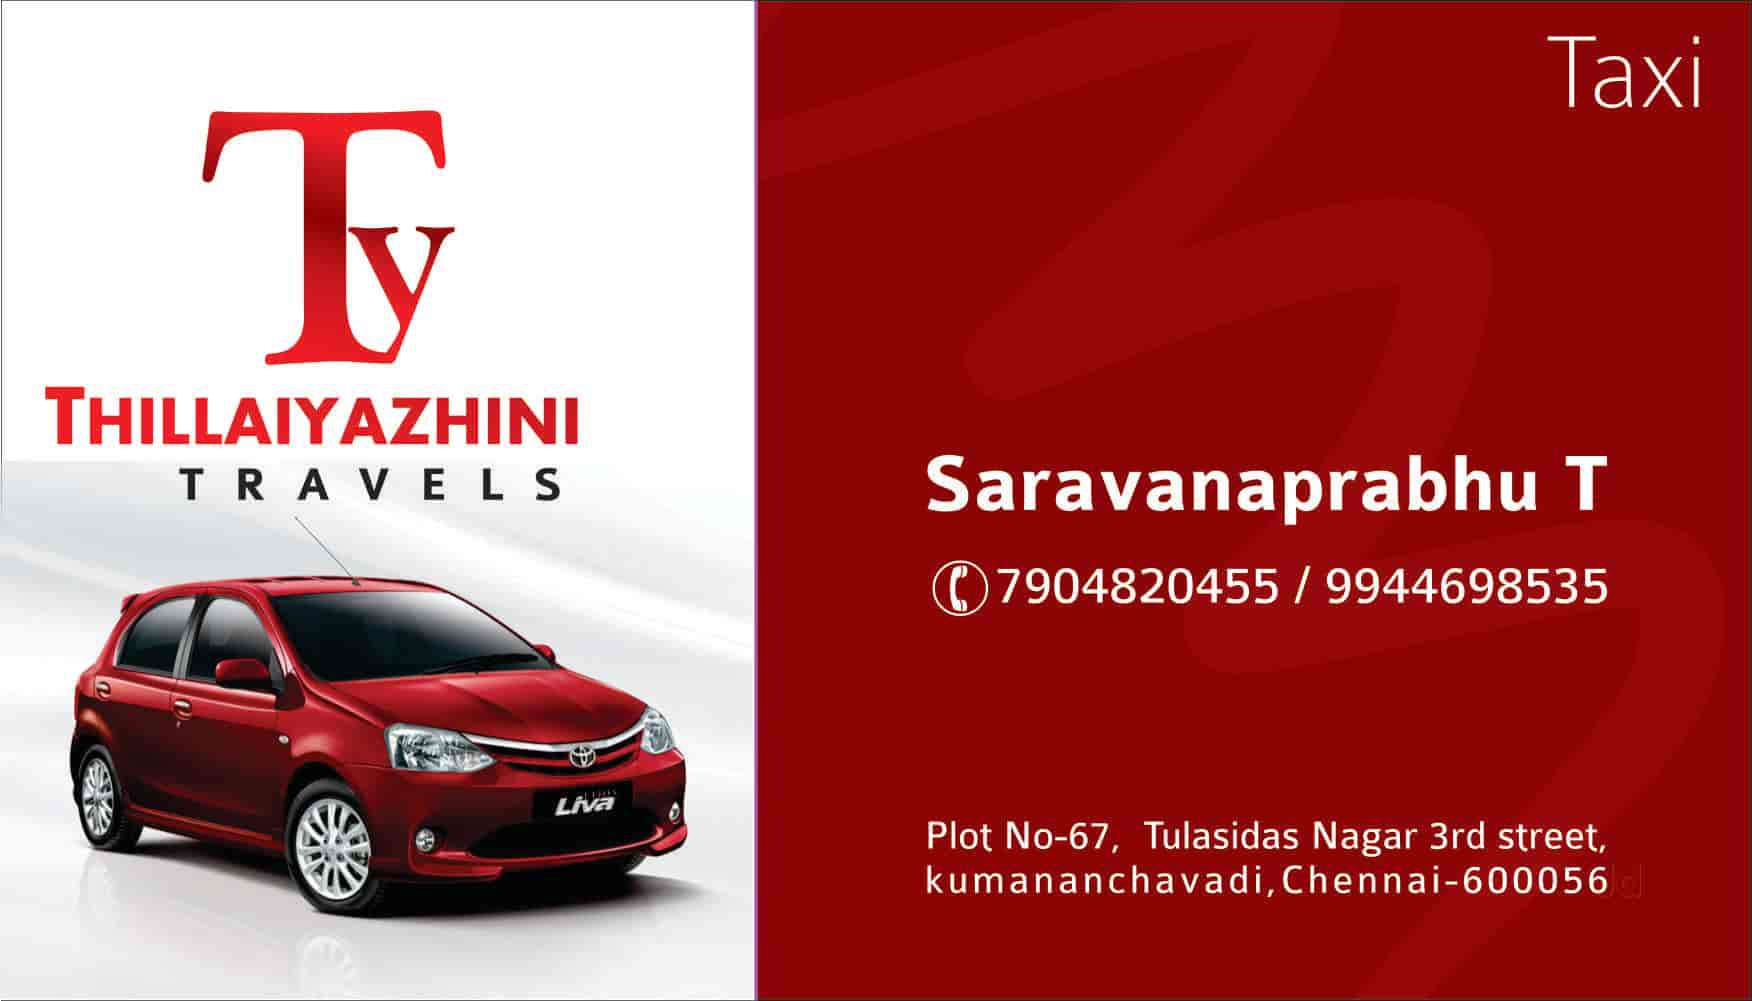 Ty
THILLAIYAZHINI
TRAVELS
Liva
Taxi
Saravanaprabhu T
7904820455 / 9944698535
Plot No-67, Tulasidas Nagar 3rd street,
kumananchavadi, Chennai-600056